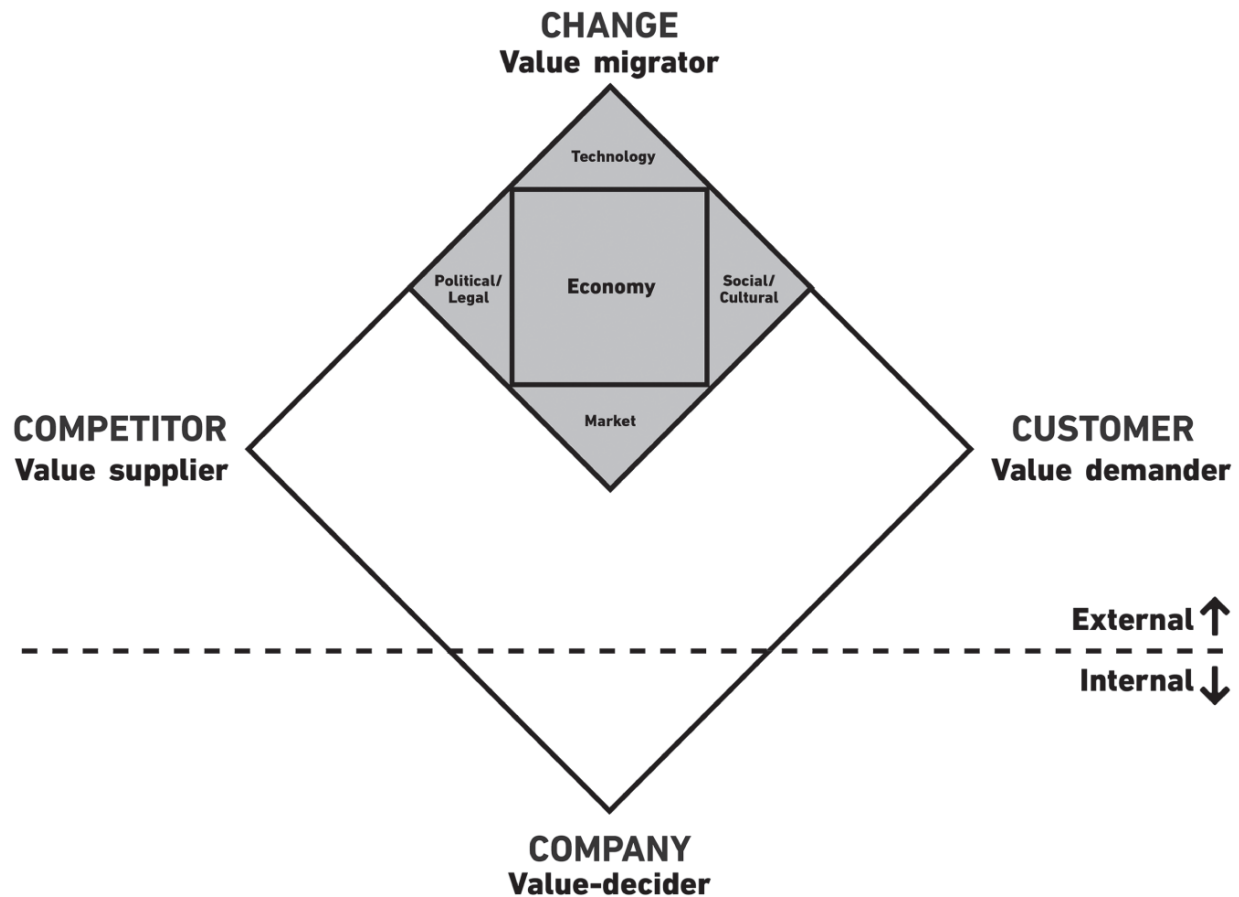 CHANGE
Value migrator
Technology
Political/
Legal
Economy
Social/
Cultural
Market
COMPETITOR
Value supplier
CUSTOMER
Value demander
External ↑
Internal ↓
COMPANY
Value-decider